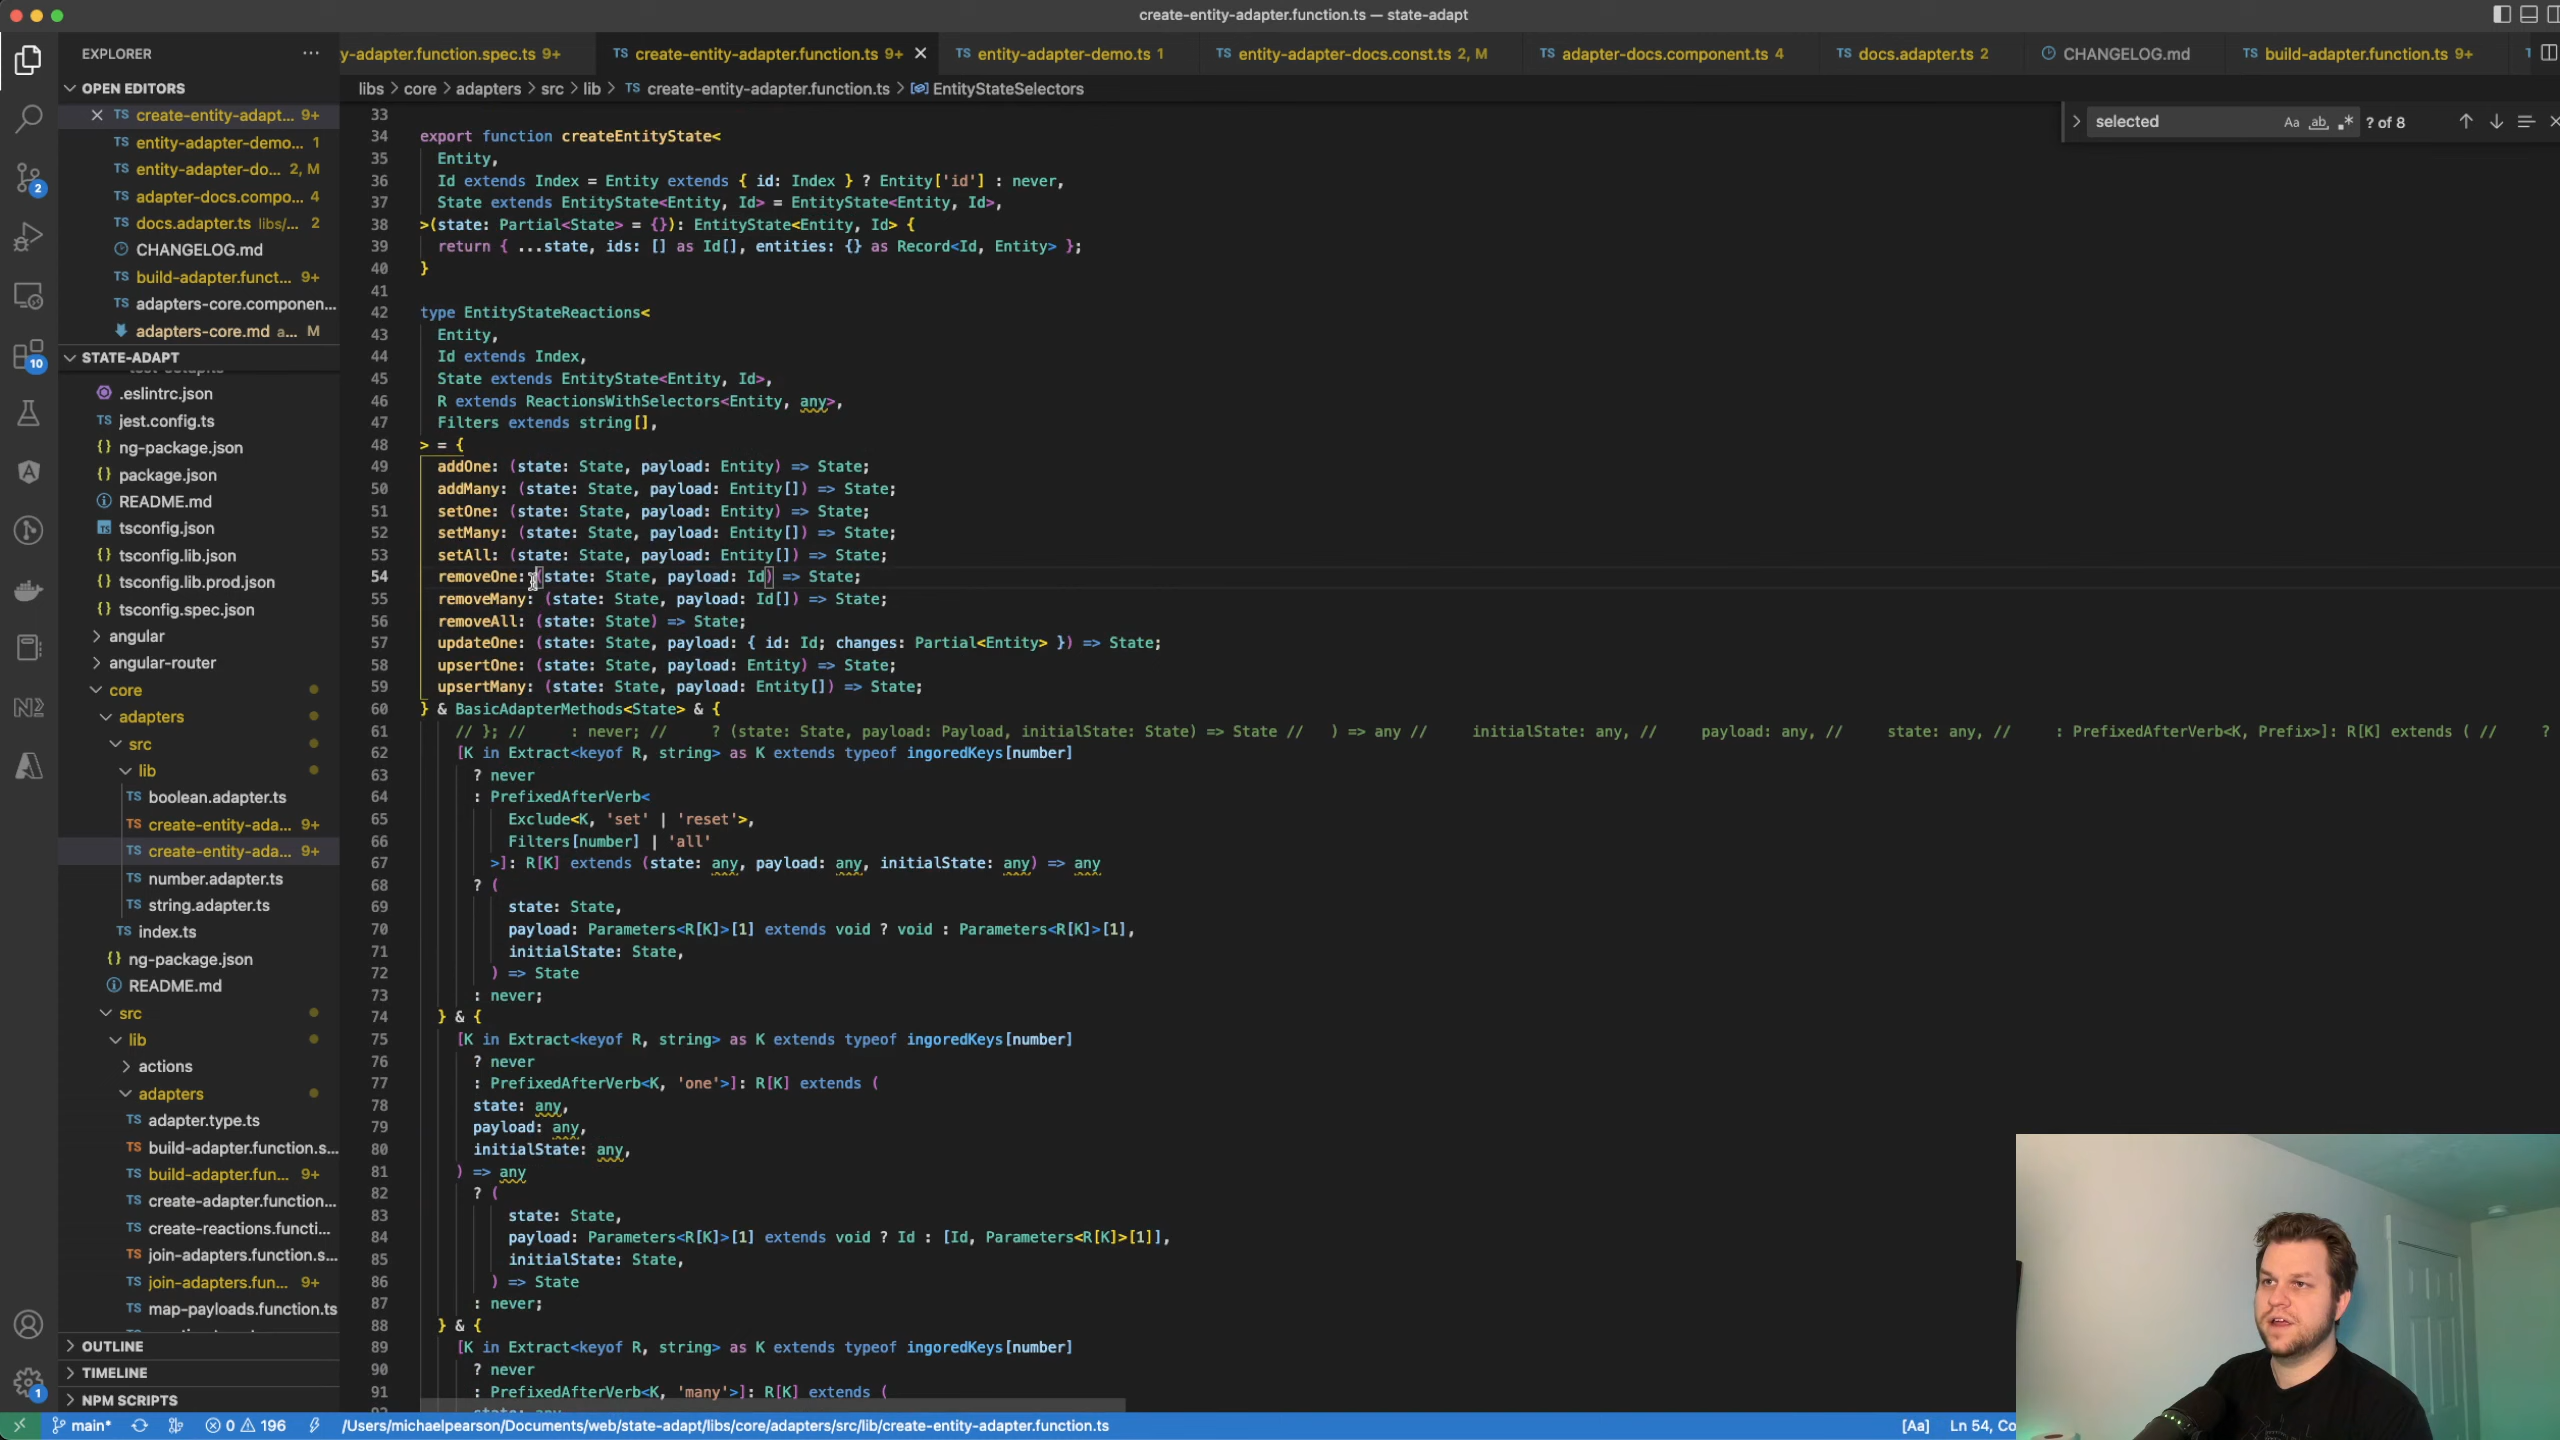 create-entity-adapter.function.ts — state-adapt
EXPLORER
y-adapter.function.spec.ts 9+
TS create-entity-adapter.function.ts 9+
TS entity-adapter-demo.ts 1
TS entity-adapter-docs.const.ts 2, M
TS adapter-docs.component.ts 4
TS docs.adapter.ts 2
CHANGELOG.md
TS build-adapter.function.ts 9+
libs > core > adapters > src > lib > TS create-entity-adapter.function.ts > EntityStateSelectors
selected
Aa ab ? of 8
OPEN EDITORS
TS create-entity-adapt... 9+
TS entity-adapter-demo... 1
TS entity-adapter-do... 2, M
TS adapter-docs.compo... 4
TS docs.adapter.ts libs/... 2
CHANGELOG.md
TS build-adapter.funct... 9+
TS adapters-core.componen...
adapters-core.md a... M
STATE-ADAPT
.eslintrc.json
TS jest.config.ts
{} ng-package.json
{} package.json
README.md
tsconfig.json
{} tsconfig.lib.json
{} tsconfig.lib.prod.json
{} tsconfig.spec.json
> angular
> angular-router
core
adapters
src
lib
TS boolean.adapter.ts
TS create-entity-ada... 9+
TS create-entity-ada... 9+
TS number.adapter.ts
TS string.adapter.ts
TS index.ts
{} ng-package.json
README.md
src
lib
> actions
adapters
TS adapter.type.ts
TS build-adapter.function.s...
TS build-adapter.fun... 9+
TS create-adapter.function...
TS create-reactions.functi...
TS join-adapters.function.s...
TS join-adapters.fun... 9+
TS map-payloads.function.ts
> OUTLINE
> TIMELINE
> NPM SCRIPTS
2
10
1
33
34 export function createEntityState<
35 Entity,
36 Id extends Index = Entity extends { id: Index } ? Entity['id'] : never,
37 State extends EntityState<Entity, Id> = EntityState<Entity, Id>,
38 >(state: Partial<State> = {}): EntityState<Entity, Id> {
39 return { ...state, ids: [] as Id[], entities: {} as Record<Id, Entity> };
40 }
41
42 type EntityStateReactions<
43 Entity,
44 Id extends Index,
45 State extends EntityState<Entity, Id>,
46 R extends ReactionsWithSelectors<Entity, any>,
47 Filters extends string[],
48 > = {
49 addOne: (state: State, payload: Entity) => State;
50 addMany: (state: State, payload: Entity[]) => State;
51 setOne: (state: State, payload: Entity) => State;
52 setMany: (state: State, payload: Entity[]) => State;
53 setAll: (state: State, payload: Entity[]) => State;
54 removeOne: (state: State, payload: Id) => State;
55 removeMany: (state: State, payload: Id[]) => State;
56 removeAll: (state: State) => State;
57 updateOne: (state: State, payload: { id: Id; changes: Partial<Entity> }) => State;
58 upsertOne: (state: State, payload: Entity) => State;
59 upsertMany: (state: State, payload: Entity[]) => State;
60 } & BasicAdapterMethods<State> & {
61 // }; // : never; // ? (state: State, payload: Payload, initialState: State) => State // ) => any // initialState: any, // payload: any, // state: any, // : PrefixedAfterVerb<K, Prefix>]: R[K] extends ( // ?
62 [K in Extract<keyof R, string> as K extends typeof ingoredKeys[number]
63 ? never
64 : PrefixedAfterVerb<
65 Exclude<K, 'set' | 'reset'>,
66 Filters[number] | 'all'
67 >]: R[K] extends (state: any, payload: any, initialState: any) => any
68 ? (
69 state: State,
70 payload: Parameters<R[K]>[1] extends void ? void : Parameters<R[K]>[1],
71 initialState: State,
72 ) => State
73 : never;
74 } & {
75 [K in Extract<keyof R, string> as K extends typeof ingoredKeys[number]
76 ? never
77 : PrefixedAfterVerb<K, 'one'>]: R[K] extends (
78 state: any,
79 payload: any,
80 initialState: any,
81 ) => any
82 ? (
83 state: State,
84 payload: Parameters<R[K]>[1] extends void ? Id : [Id, Parameters<R[K]>[1]],
85 initialState: State,
86 ) => State
87 : never;
88 } & {
89 [K in Extract<keyof R, string> as K extends typeof ingoredKeys[number]
90 ? never
91 : PrefixedAfterVerb<K, 'many'>]: R[K] extends (
main* 0 196 /Users/michaelpearson/Documents/web/state-adapt/libs/core/adapters/src/lib/create-entity-adapter.function.ts [Aa] Ln 54, Co